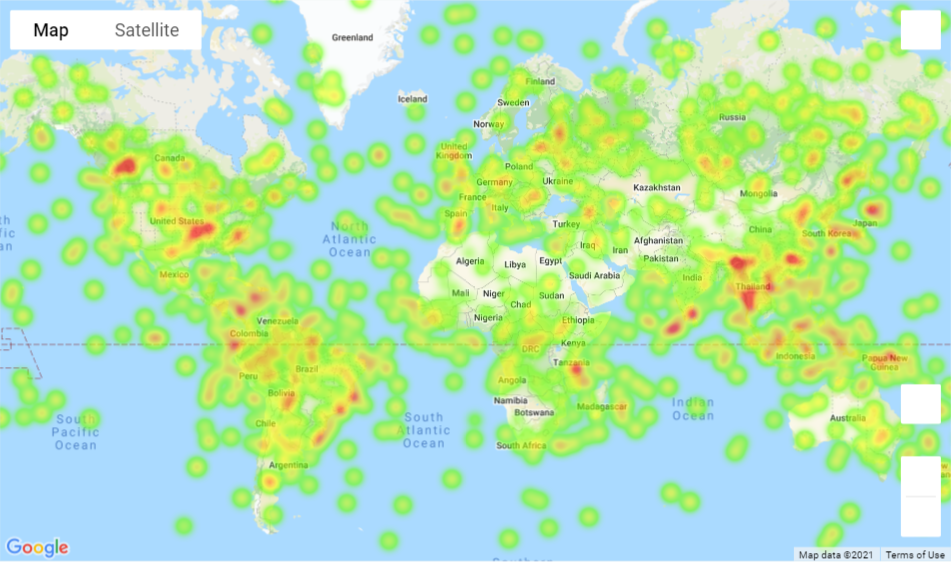 Map Satellite
Greenland
Iceland
Finland
Sweden
Norway
Russia
Canada
United
Kingdom
Poland
Germany
Ukraine
France
Italy
Spain
Kazakhstan
Mongolia
United States
North
Atlantic
Ocean
Turkey
China
South Korea
Japan
Iraq
Iran
Afghanistan
Pakistan
Algeria
Libya
Egypt
Saudi Arabia
India
Thailand
Mexico
Mali
Niger
Chad
Sudan
Nigeria
Ethiopia
Venezuela
Colombia
Kenya
DRC
Tanzania
Indonesia
Papua New
Guinea
Peru
Brazil
Bolivia
Angola
Namibia
Botswana
Madagascar
Indian
Ocean
Australia
South
Pacific
Ocean
Chile
South
Atlantic
Ocean
South Africa
Argentina
Google
Map data ©2021 Terms of Use